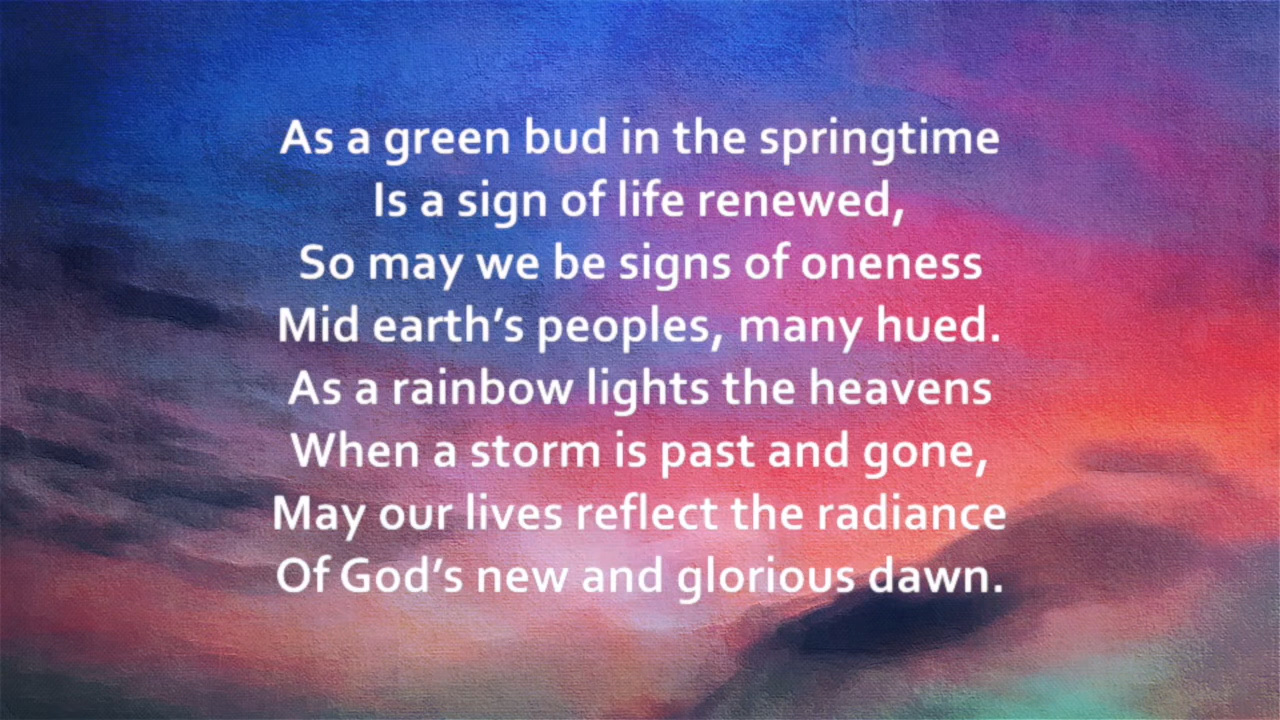 As a green bud in the springtime
Is a sign of life renewed,
So may we be signs of oneness
Mid earth’s peoples, many hued.
As a rainbow lights the heavens
When a storm is past and gone,
May our lives reflect the radiance
Of God’s new and glorious dawn.